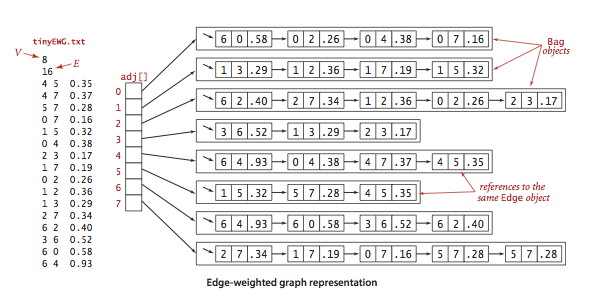 tinyEWG.txt
V
8
E
16
4 5 0.35
4 7 0.37
5 7 0.28
0 7 0.16
1 5 0.32
0 4 0.38
2 3 0.17
1 7 0.19
0 2 0.26
1 2 0.36
1 3 0.29
2 7 0.34
6 2 0.40
3 6 0.52
6 0 0.58
6 4 0.93
adj[]
0
1
2
3
4
5
6
7
6 0 .58 0 2 .26 0 4 .38 0 7 .16
1 3 .29 1 2 .36 1 7 .19 1 5 .32
6 2 .40 2 7 .34 1 2 .36 0 2 .26 2 3 .17
3 6 .52 1 3 .29 2 3 .17
6 4 .93 0 4 .38 4 7 .37 4 5 .35
1 5 .32 5 7 .28 4 5 .35
6 4 .93 6 0 .58 3 6 .52 6 2 .40
2 7 .34 1 7 .19 0 7 .16 5 7 .28 5 7 .28
Bag
objects
references to the
same Edge object
Edge-weighted graph representation